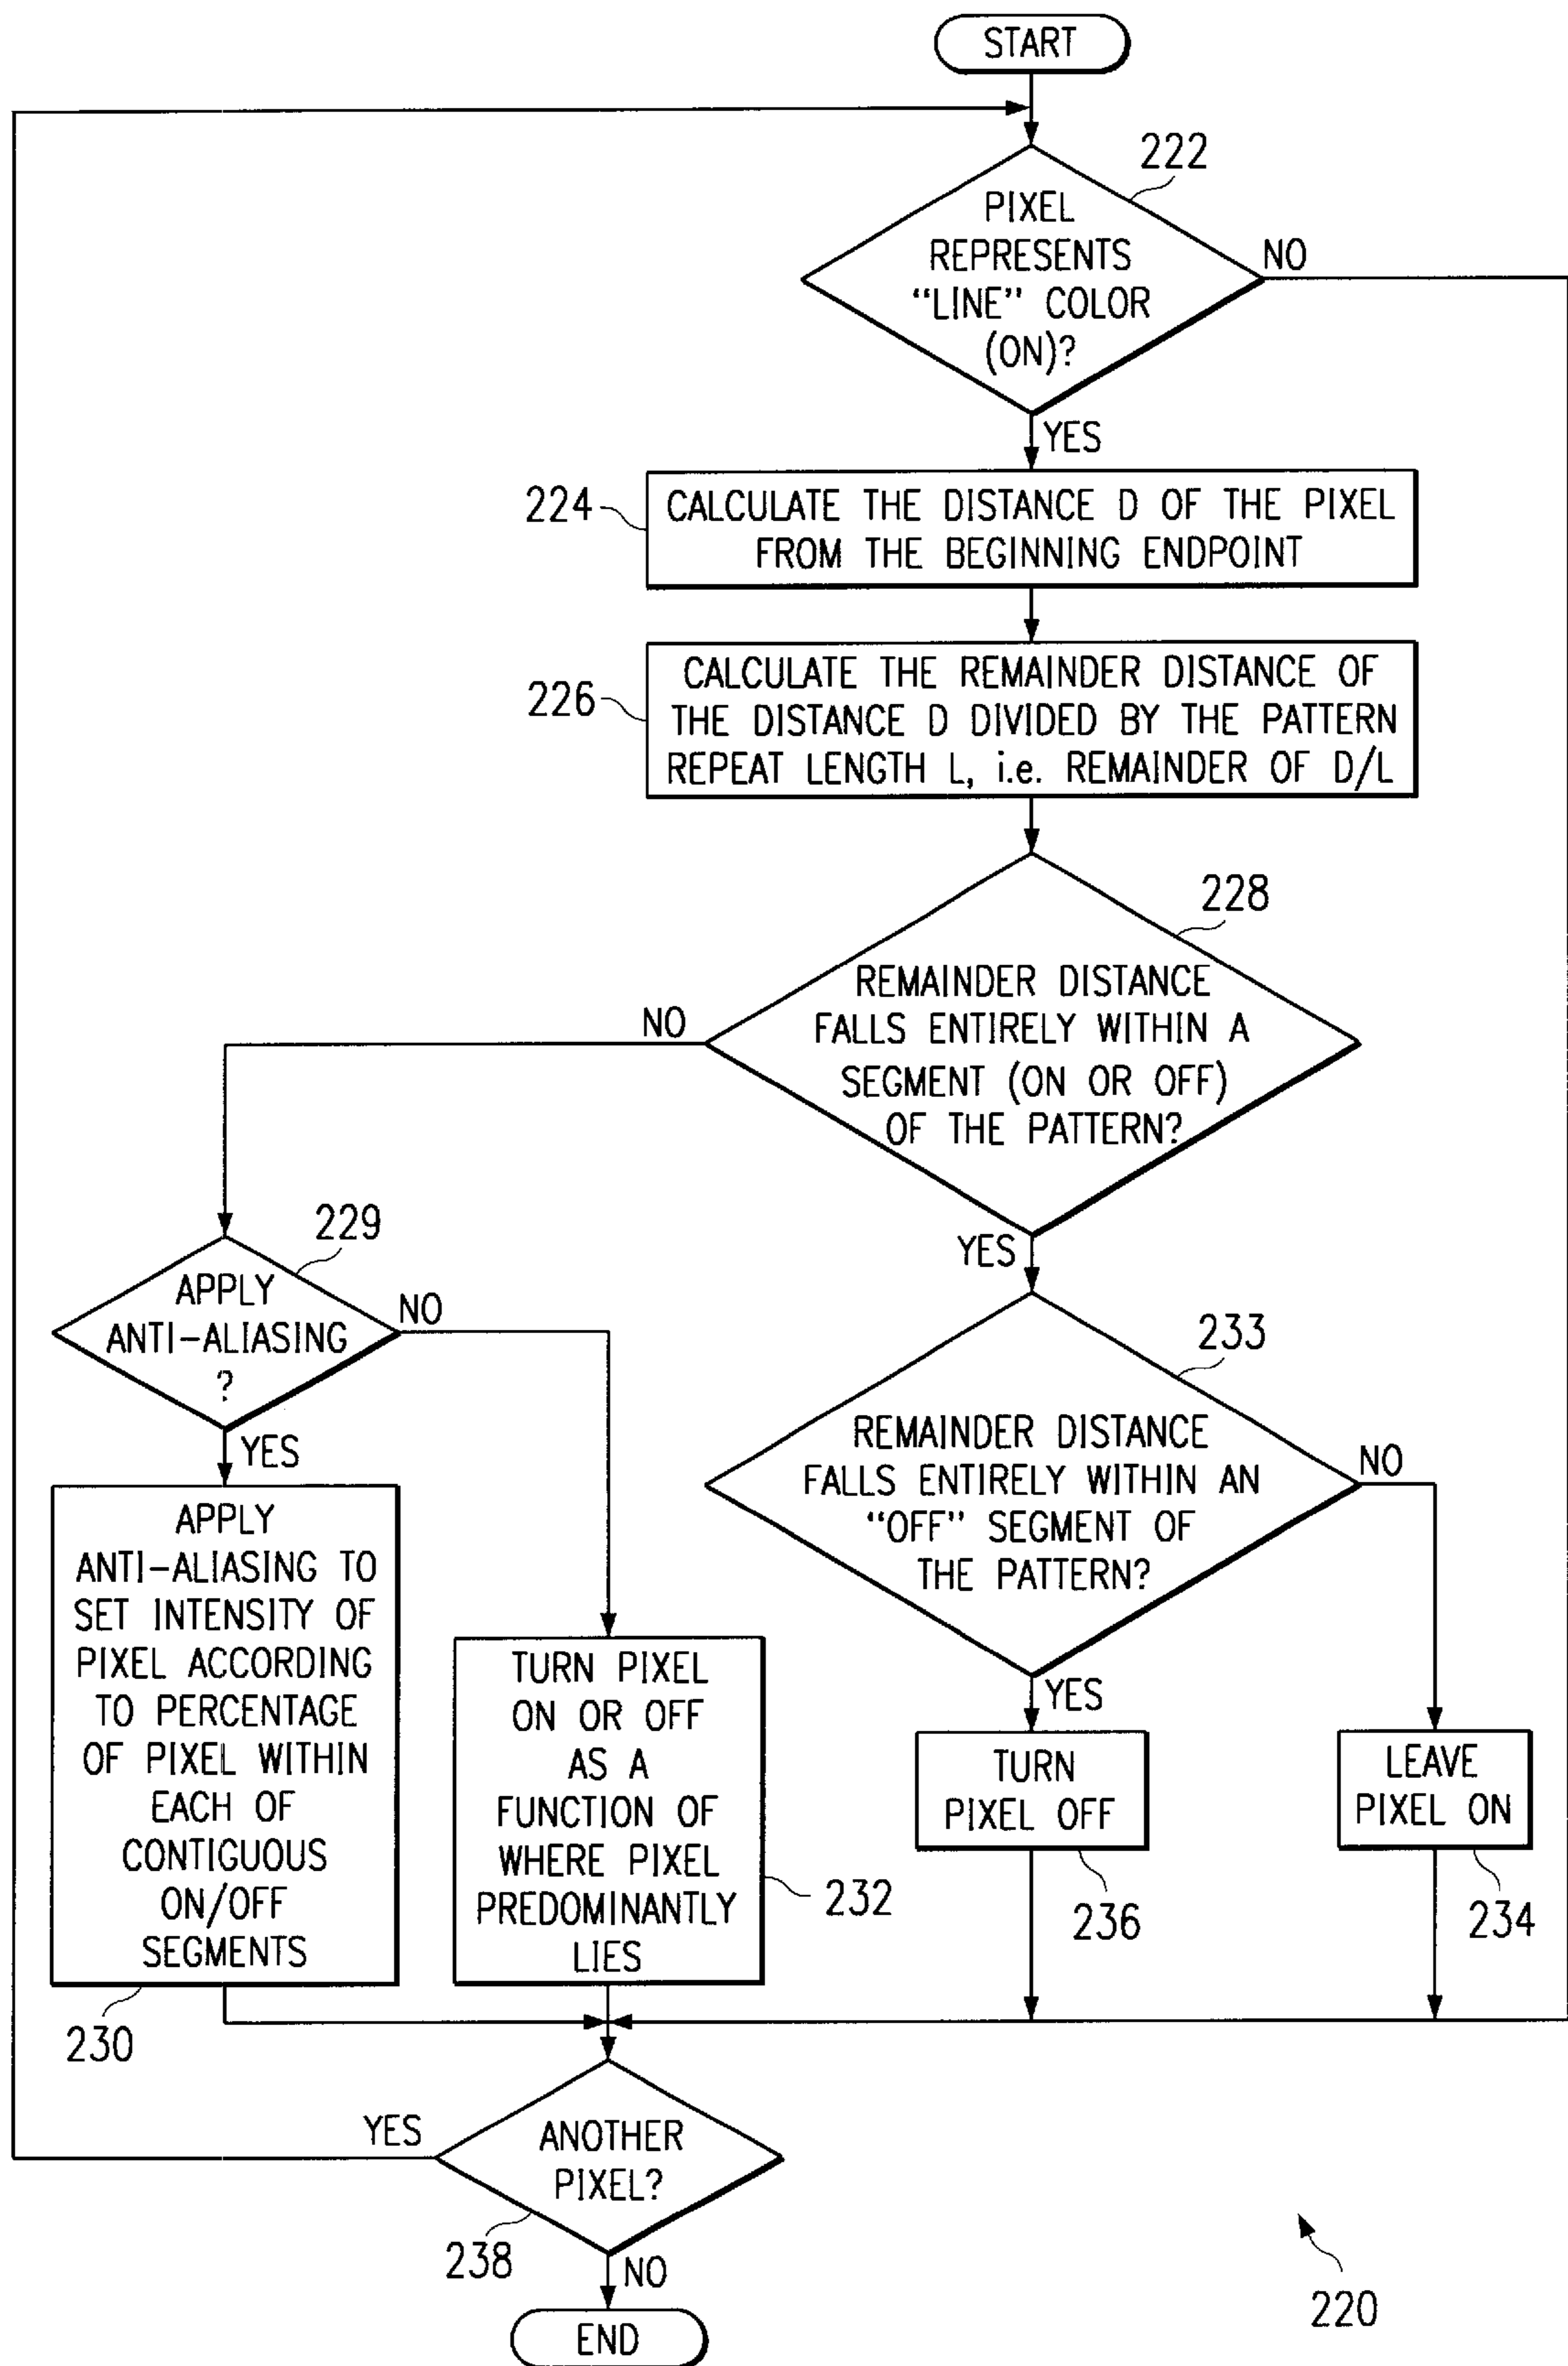 START
222
PIXEL
REPRESENTS
“LINE” COLOR
(ON)?
NO
YES
224
CALCULATE THE DISTANCE D OF THE PIXEL
FROM THE BEGINNING ENDPOINT
226
CALCULATE THE REMAINDER DISTANCE OF
THE DISTANCE D DIVIDED BY THE PATTERN
REPEAT LENGTH L, i.e. REMAINDER OF D/L
228
REMAINDER DISTANCE
FALLS ENTIRELY WITHIN A
SEGMENT (ON OR OFF)
OF THE PATTERN?
NO
YES
229
APPLY
ANTI-ALIASING
?
NO
YES
233
REMAINDER DISTANCE
FALLS ENTIRELY WITHIN AN
“OFF” SEGMENT OF
THE PATTERN?
NO
YES
APPLY
ANTI-ALIASING TO
SET INTENSITY OF
PIXEL ACCORDING
TO PERCENTAGE
OF PIXEL WITHIN
EACH OF
CONTIGUOUS
ON/OFF
SEGMENTS
230
TURN PIXEL
ON OR OFF
AS A
FUNCTION OF
WHERE PIXEL
PREDOMINANTLY
LIES
232
TURN
PIXEL OFF
236
LEAVE
PIXEL ON
234
ANOTHER
PIXEL?
YES
238
NO
END
220